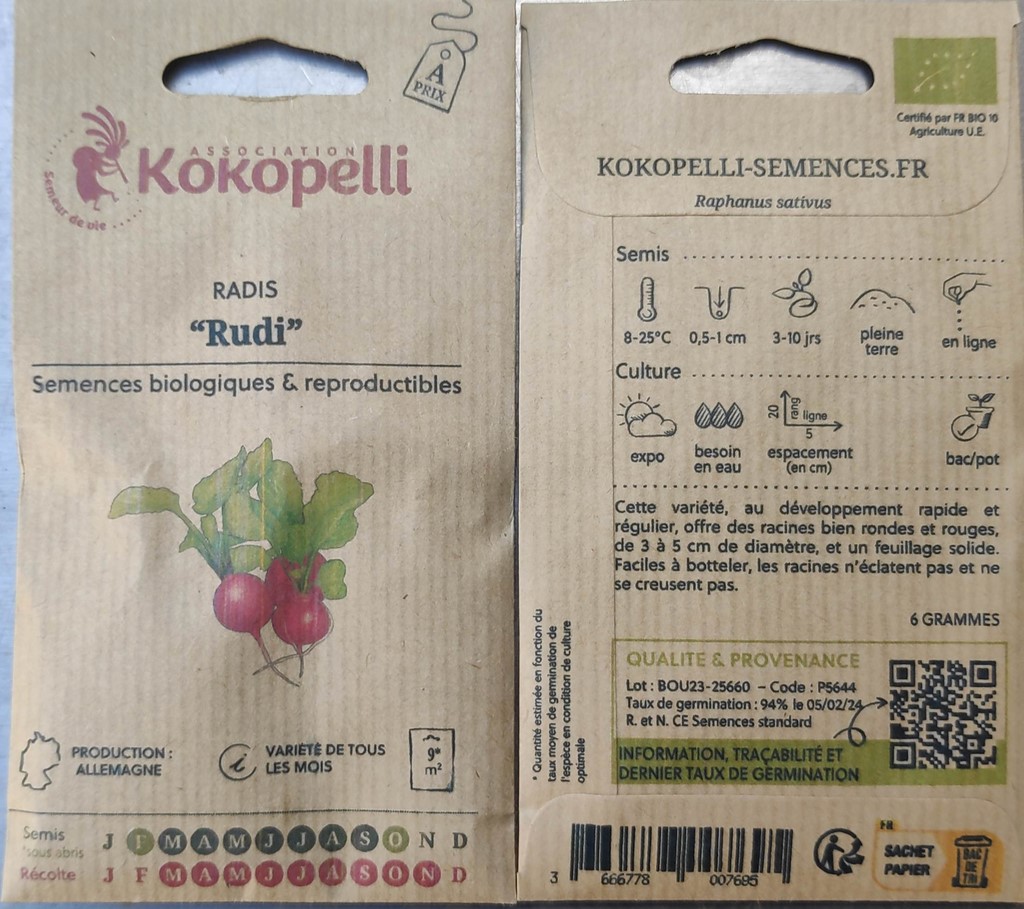 À
PRIX
ASSOCIATION
Kokopelli
Semeur de vie
RADIS
“Rudi”
Semences biologiques & reproductibles
PRODUCTION :
ALLEMAGNE
i
VARIÉTÉ DE TOUS
LES MOIS
9*
m²
Semis J F M A M J J A S O N D
*sous abris
Récolte : J F M A M J J A S O N D
Certifié par FR BIO 10
Agriculture U.E.
KOKOPELLI-SEMENCES.FR
Raphanus sativus
Semis
8-25°C 0,5-1 cm 3-10 jrs pleine terre en ligne
Culture
20 rang ligne
5
expo besoin en eau espacement (en cm) bac/pot
Cette variété, au développement rapide et
régulier, offre des racines bien rondes et rouges,
de 3 à 5 cm de diamètre, et un feuillage solide.
Faciles à botteler, les racines n’éclatent pas et ne
se creusent pas.
6 GRAMMES
* Quantité estimée en fonction du
taux moyen de germination de
l’espèce en condition de culture
optimale
QUALITE & PROVENANCE
Lot : BOU23-25660 – Code : P5644
Taux de germination : 94% le 05/02/24
R. et N. CE Semences standard
INFORMATION, TRAÇABILITÉ ET
DERNIER TAUX DE GERMINATION
3 666778 007695
FR
SACHET
PAPIER
BAC
DE
TRI